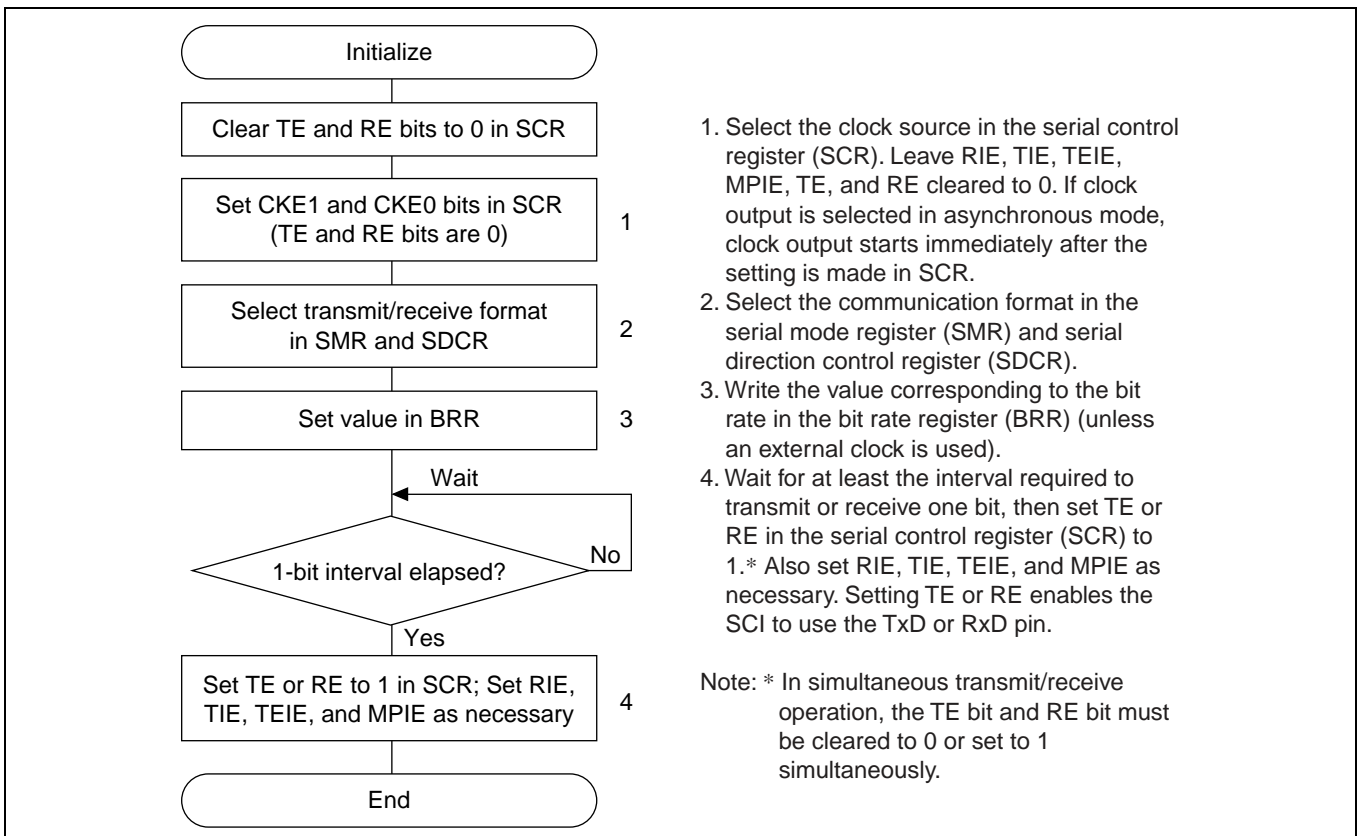 Initialize
Clear TE and RE bits to 0 in SCR
Set CKE1 and CKE0 bits in SCR
(TE and RE bits are 0)
1
Select transmit/receive format
in SMR and SDCR
2
Set value in BRR
3
Wait
1-bit interval elapsed?
No
Yes
Set TE or RE to 1 in SCR; Set RIE,
TIE, TEIE, and MPIE as necessary
4
End
1. Select the clock source in the serial control
register (SCR). Leave RIE, TIE, TEIE,
MPIE, TE, and RE cleared to 0. If clock
output is selected in asynchronous mode,
clock output starts immediately after the
setting is made in SCR.
2. Select the communication format in the
serial mode register (SMR) and serial
direction control register (SDCR).
3. Write the value corresponding to the bit
rate in the bit rate register (BRR) (unless
an external clock is used).
4. Wait for at least the interval required to
transmit or receive one bit, then set TE or
RE in the serial control register (SCR) to
1.* Also set RIE, TIE, TEIE, and MPIE as
necessary. Setting TE or RE enables the
SCI to use the TxD or RxD pin.
Note: * In simultaneous transmit/receive
operation, the TE bit and RE bit must
be cleared to 0 or set to 1
simultaneously.